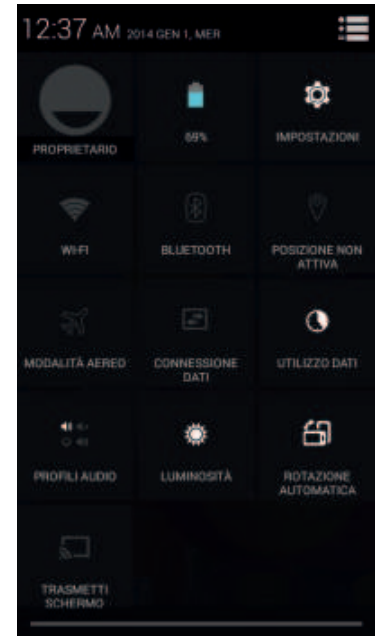 12:37 AM 2014 GEN 1, MER
PROPRIETARIO
69%
IMPOSTAZIONI
WI-FI
BLUETOOTH
POSIZIONE NON
ATTIVA
MODALITÀ AEREO
CONNESSIONE
DATI
UTILIZZO DATI
PROFILI AUDIO
LUMINOSITÀ
ROTAZIONE
AUTOMATICA
TRASMETTI
SCHERMO